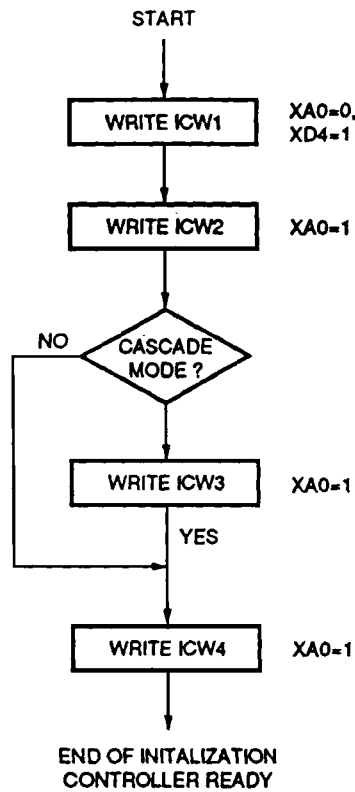 START
WRITE ICW1
XA0=0,
XD4=1
WRITE ICW2
XA0=1
NO
CASCADE
MODE ?
WRITE ICW3
XA0=1
YES
WRITE ICW4
XA0=1
END OF INITALIZATION
CONTROLLER READY